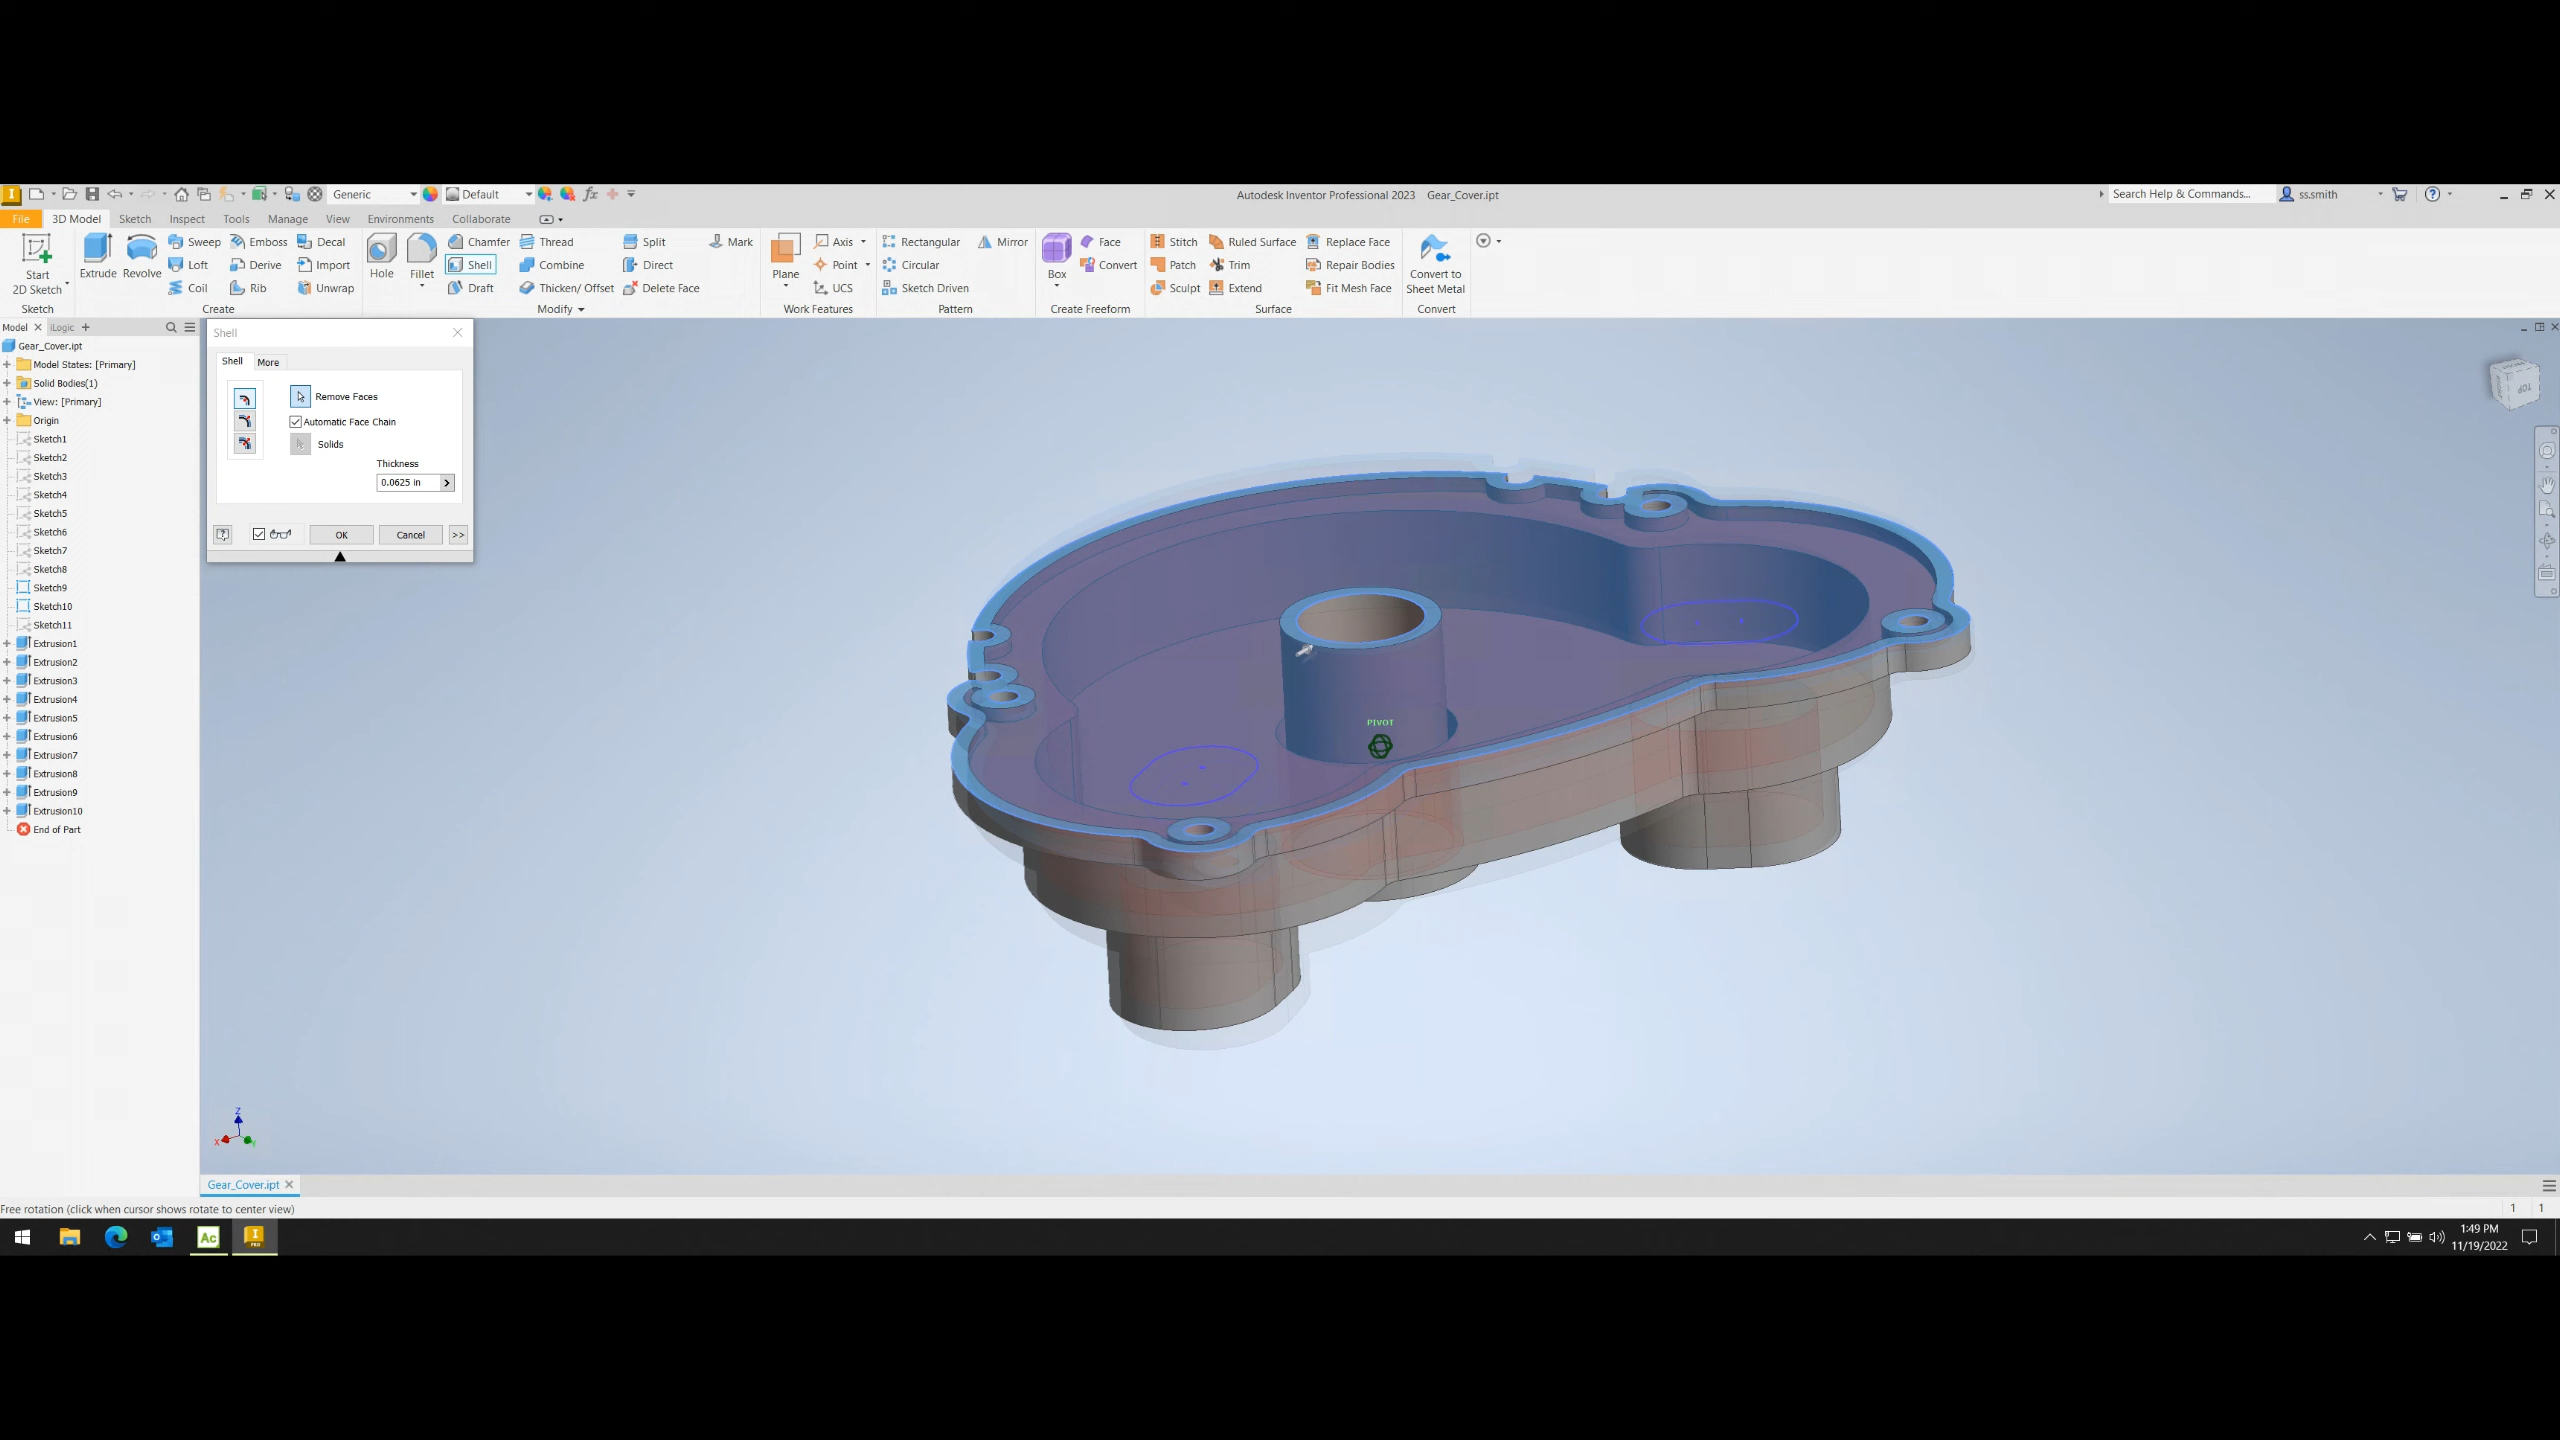 Generic Default Autodesk Inventor Professional 2023 Gear_Cover.ipt Search Help & Commands... ss.smith
File 3D Model Sketch Inspect Tools Manage View Environments Collaborate
Sweep Emboss Decal Chamfer Thread Split Mark Axis Rectangular Mirror Face Stitch Ruled Surface Replace Face
Start
2D Sketch
Extrude Revolve Loft Derive Import Hole Fillet Shell Combine Direct Plane Point Circular Box Convert Patch Trim Repair Bodies
Convert to
Sheet Metal
Coil Rib Unwrap Draft Thicken/ Offset Delete Face UCS Sketch Driven Sculpt Extend Fit Mesh Face
Sketch Create Modify Work Features Pattern Create Freeform Surface Convert
Model iLogic
Gear_Cover.ipt
Model States: [Primary]
Solid Bodies(1)
View: [Primary]
Origin
Sketch1
Sketch2
Sketch3
Sketch4
Sketch5
Sketch6
Sketch7
Sketch8
Sketch9
Sketch10
Sketch11
Extrusion1
Extrusion2
Extrusion3
Extrusion4
Extrusion5
Extrusion6
Extrusion7
Extrusion8
Extrusion9
Extrusion10
End of Part
Shell
Shell More
Remove Faces
Automatic Face Chain
Solids
Thickness
0.0625 in
OK Cancel >>
TOP
PIVOT
Z
X Y
Gear_Cover.ipt
Free rotation (click when cursor shows rotate to center view) 1 1
Ac
I
PRO
1:49 PM
11/19/2022